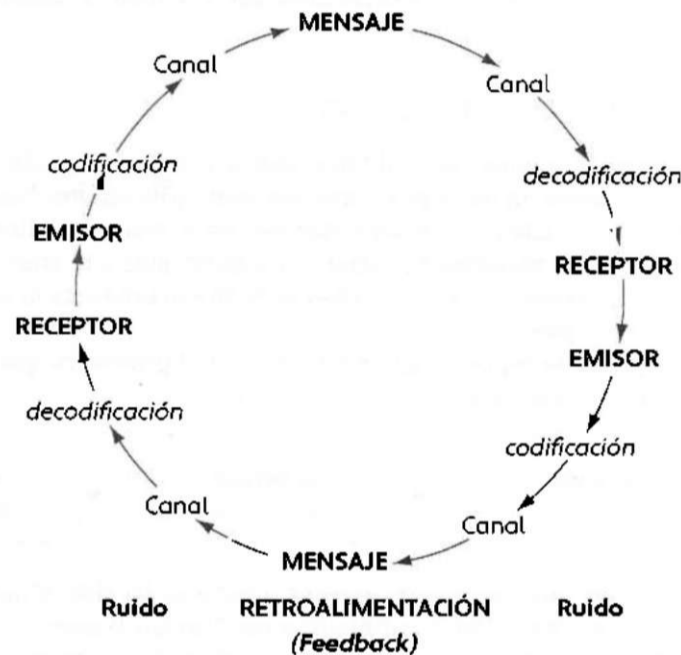 MENSAJE
Canal
Canal
codificación
decodificación
EMISOR
RECEPTOR
RECEPTOR
EMISOR
decodificación
codificación
Canal
Canal
MENSAJE
Ruido RETROALIMENTACIÓN Ruido
(Feedback)